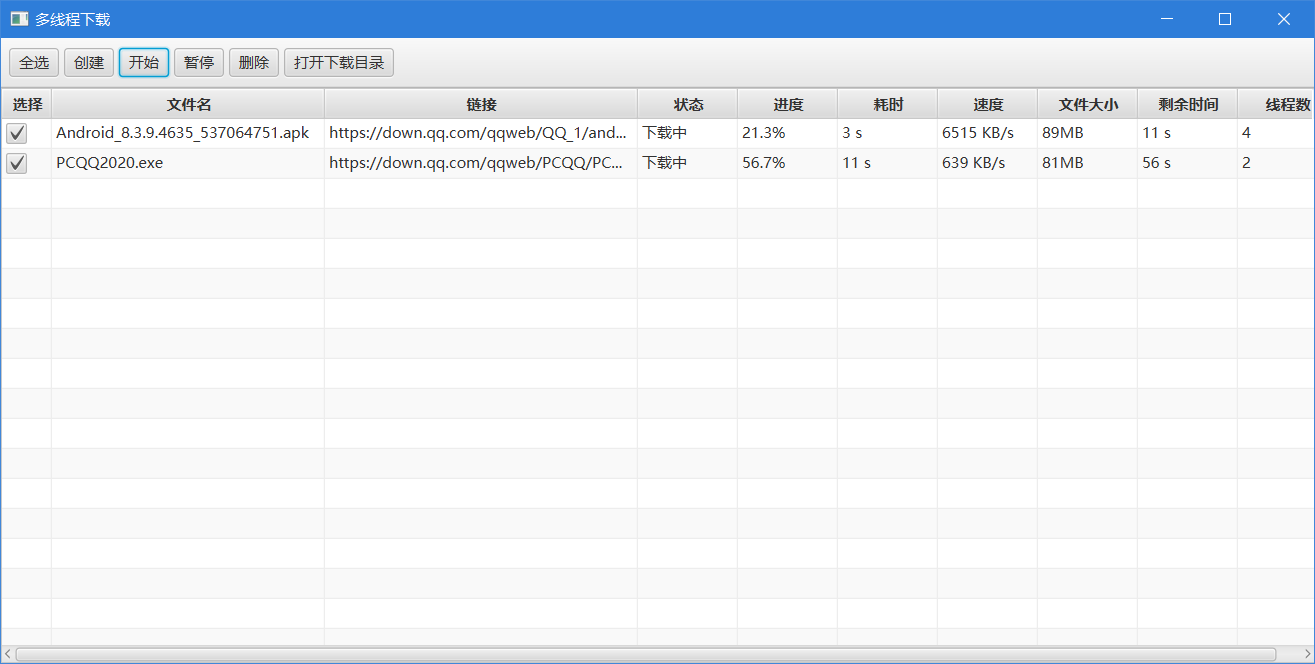 多线程下载
全选 创建 开始 暂停 删除 打开下载目录
选择 文件名 链接 状态 进度 耗时 速度 文件大小 剩余时间 线程数
Android_8.3.9.4635_537064751.apk https://down.qq.com/qqweb/QQ_1/and... 下载中 21.3% 3 s 6515 KB/s 89MB 11 s 4
PCQQ2020.exe https://down.qq.com/qqweb/PCQQ/PC... 下载中 56.7% 11 s 639 KB/s 81MB 56 s 2